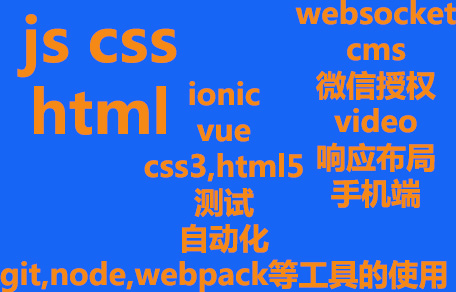 js css
html
ionic
vue
css3,html5
测试
自动化
websocket
cms
微信授权
video
响应布局
手机端
git,node,webpack等工具的使用